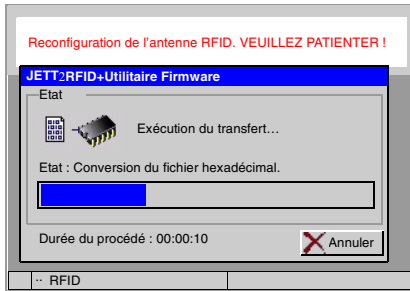 Reconfiguration de l'antenne RFID. VEUILLEZ PATIENTER !
JETT2RFID+Utilitaire Firmware
Etat
Exécution du transfert...
Etat : Conversion du fichier hexadécimal.
Durée du procédé : 00:00:10
Annuler
·· RFID